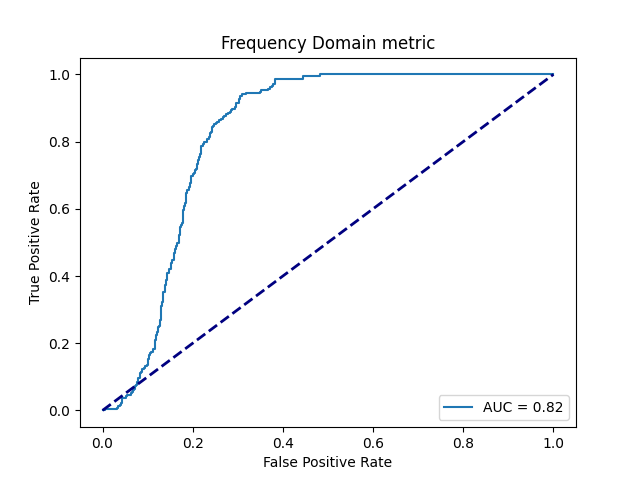 Frequency Domain metric
1.0
0.8
0.6
0.4
0.2
0.0
True Positive Rate
AUC = 0.82
0.0 0.2 0.4 0.6 0.8 1.0
False Positive Rate